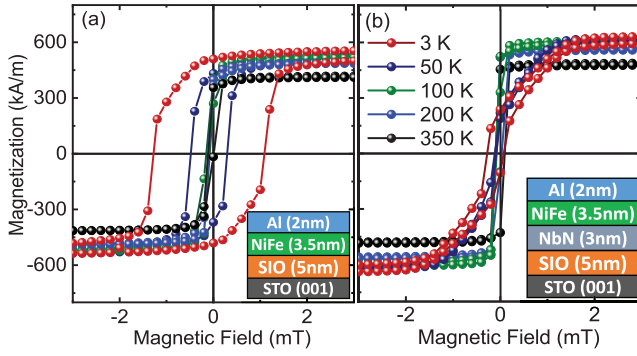 (a)
(b)
Magnetization (kA/m)
600
300
0
-300
-600
3 K
50 K
100 K
200 K
350 K
Al (2nm)
NiFe (3.5nm)
SIO (5nm)
STO (001)
Al (2nm)
NiFe (3.5nm)
NbN (3nm)
SIO (5nm)
STO (001)
-2 0 2
-2 0 2
Magnetic Field (mT)
Magnetic Field (mT)